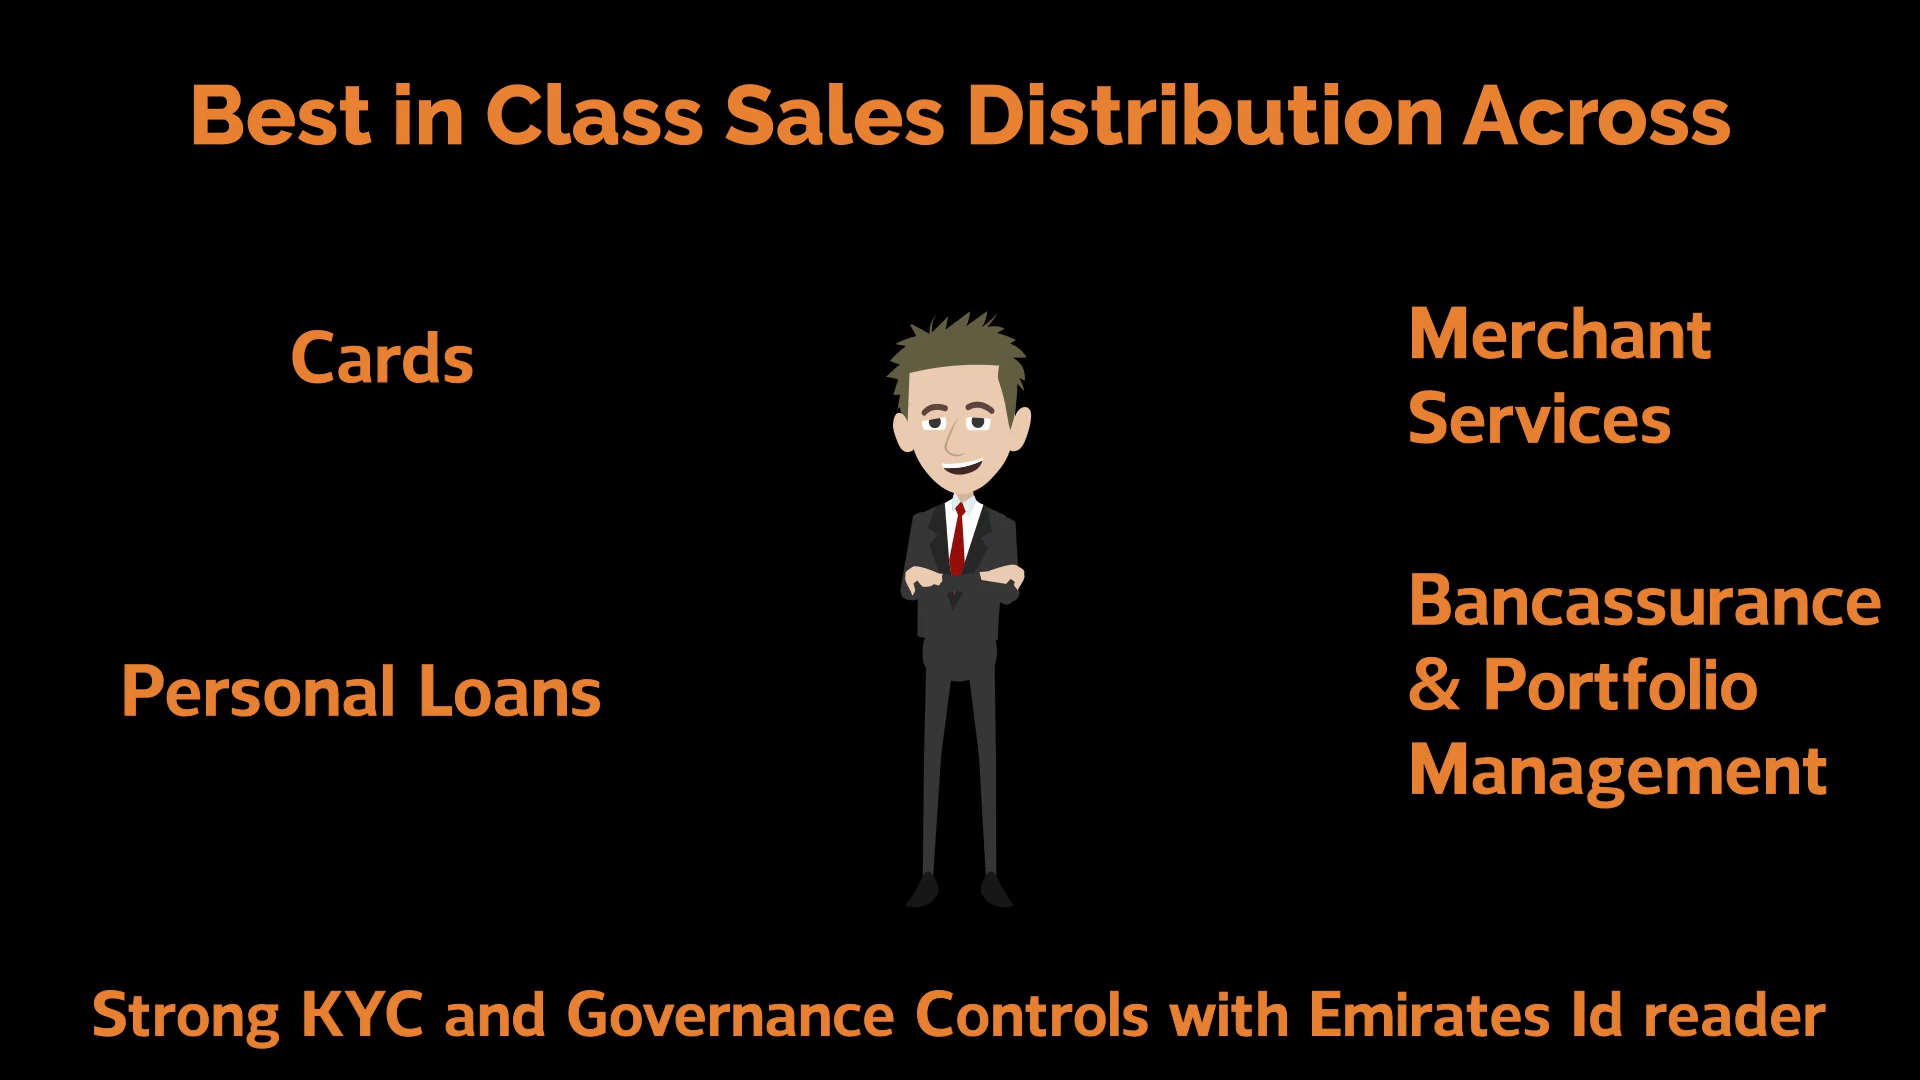 Best in Class Sales Distribution Across
Cards
Merchant
Services
Personal Loans
Bancassurance
& Portfolio
Management
Strong KYC and Governance Controls with Emirates Id reader